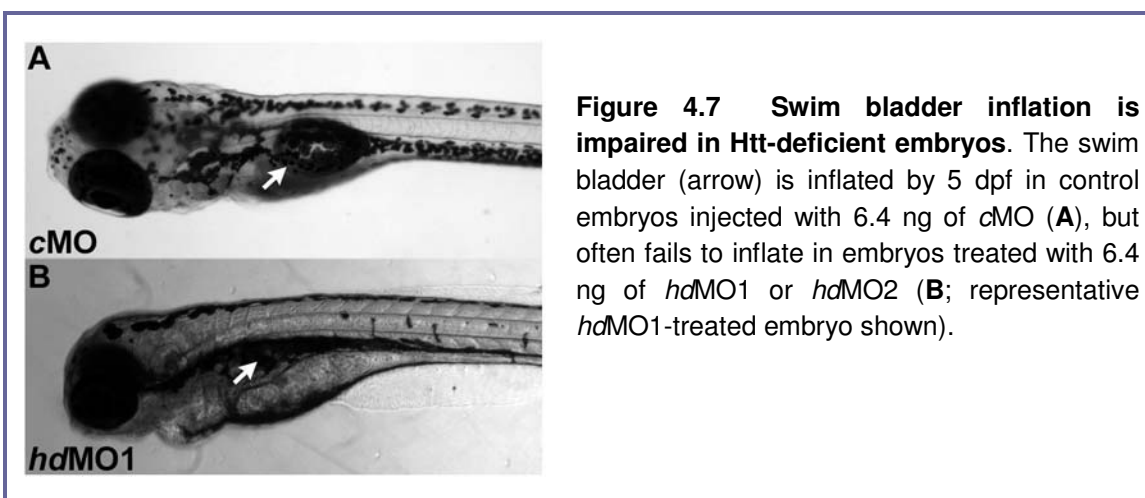 A
cMO
B
hdMO1
Figure 4.7 Swim bladder inflation is
impaired in Htt-deficient embryos. The swim
bladder (arrow) is inflated by 5 dpf in control
embryos injected with 6.4 ng of cMO (A), but
often fails to inflate in embryos treated with 6.4
ng of hdMO1 or hdMO2 (B; representative
hdMO1-treated embryo shown).